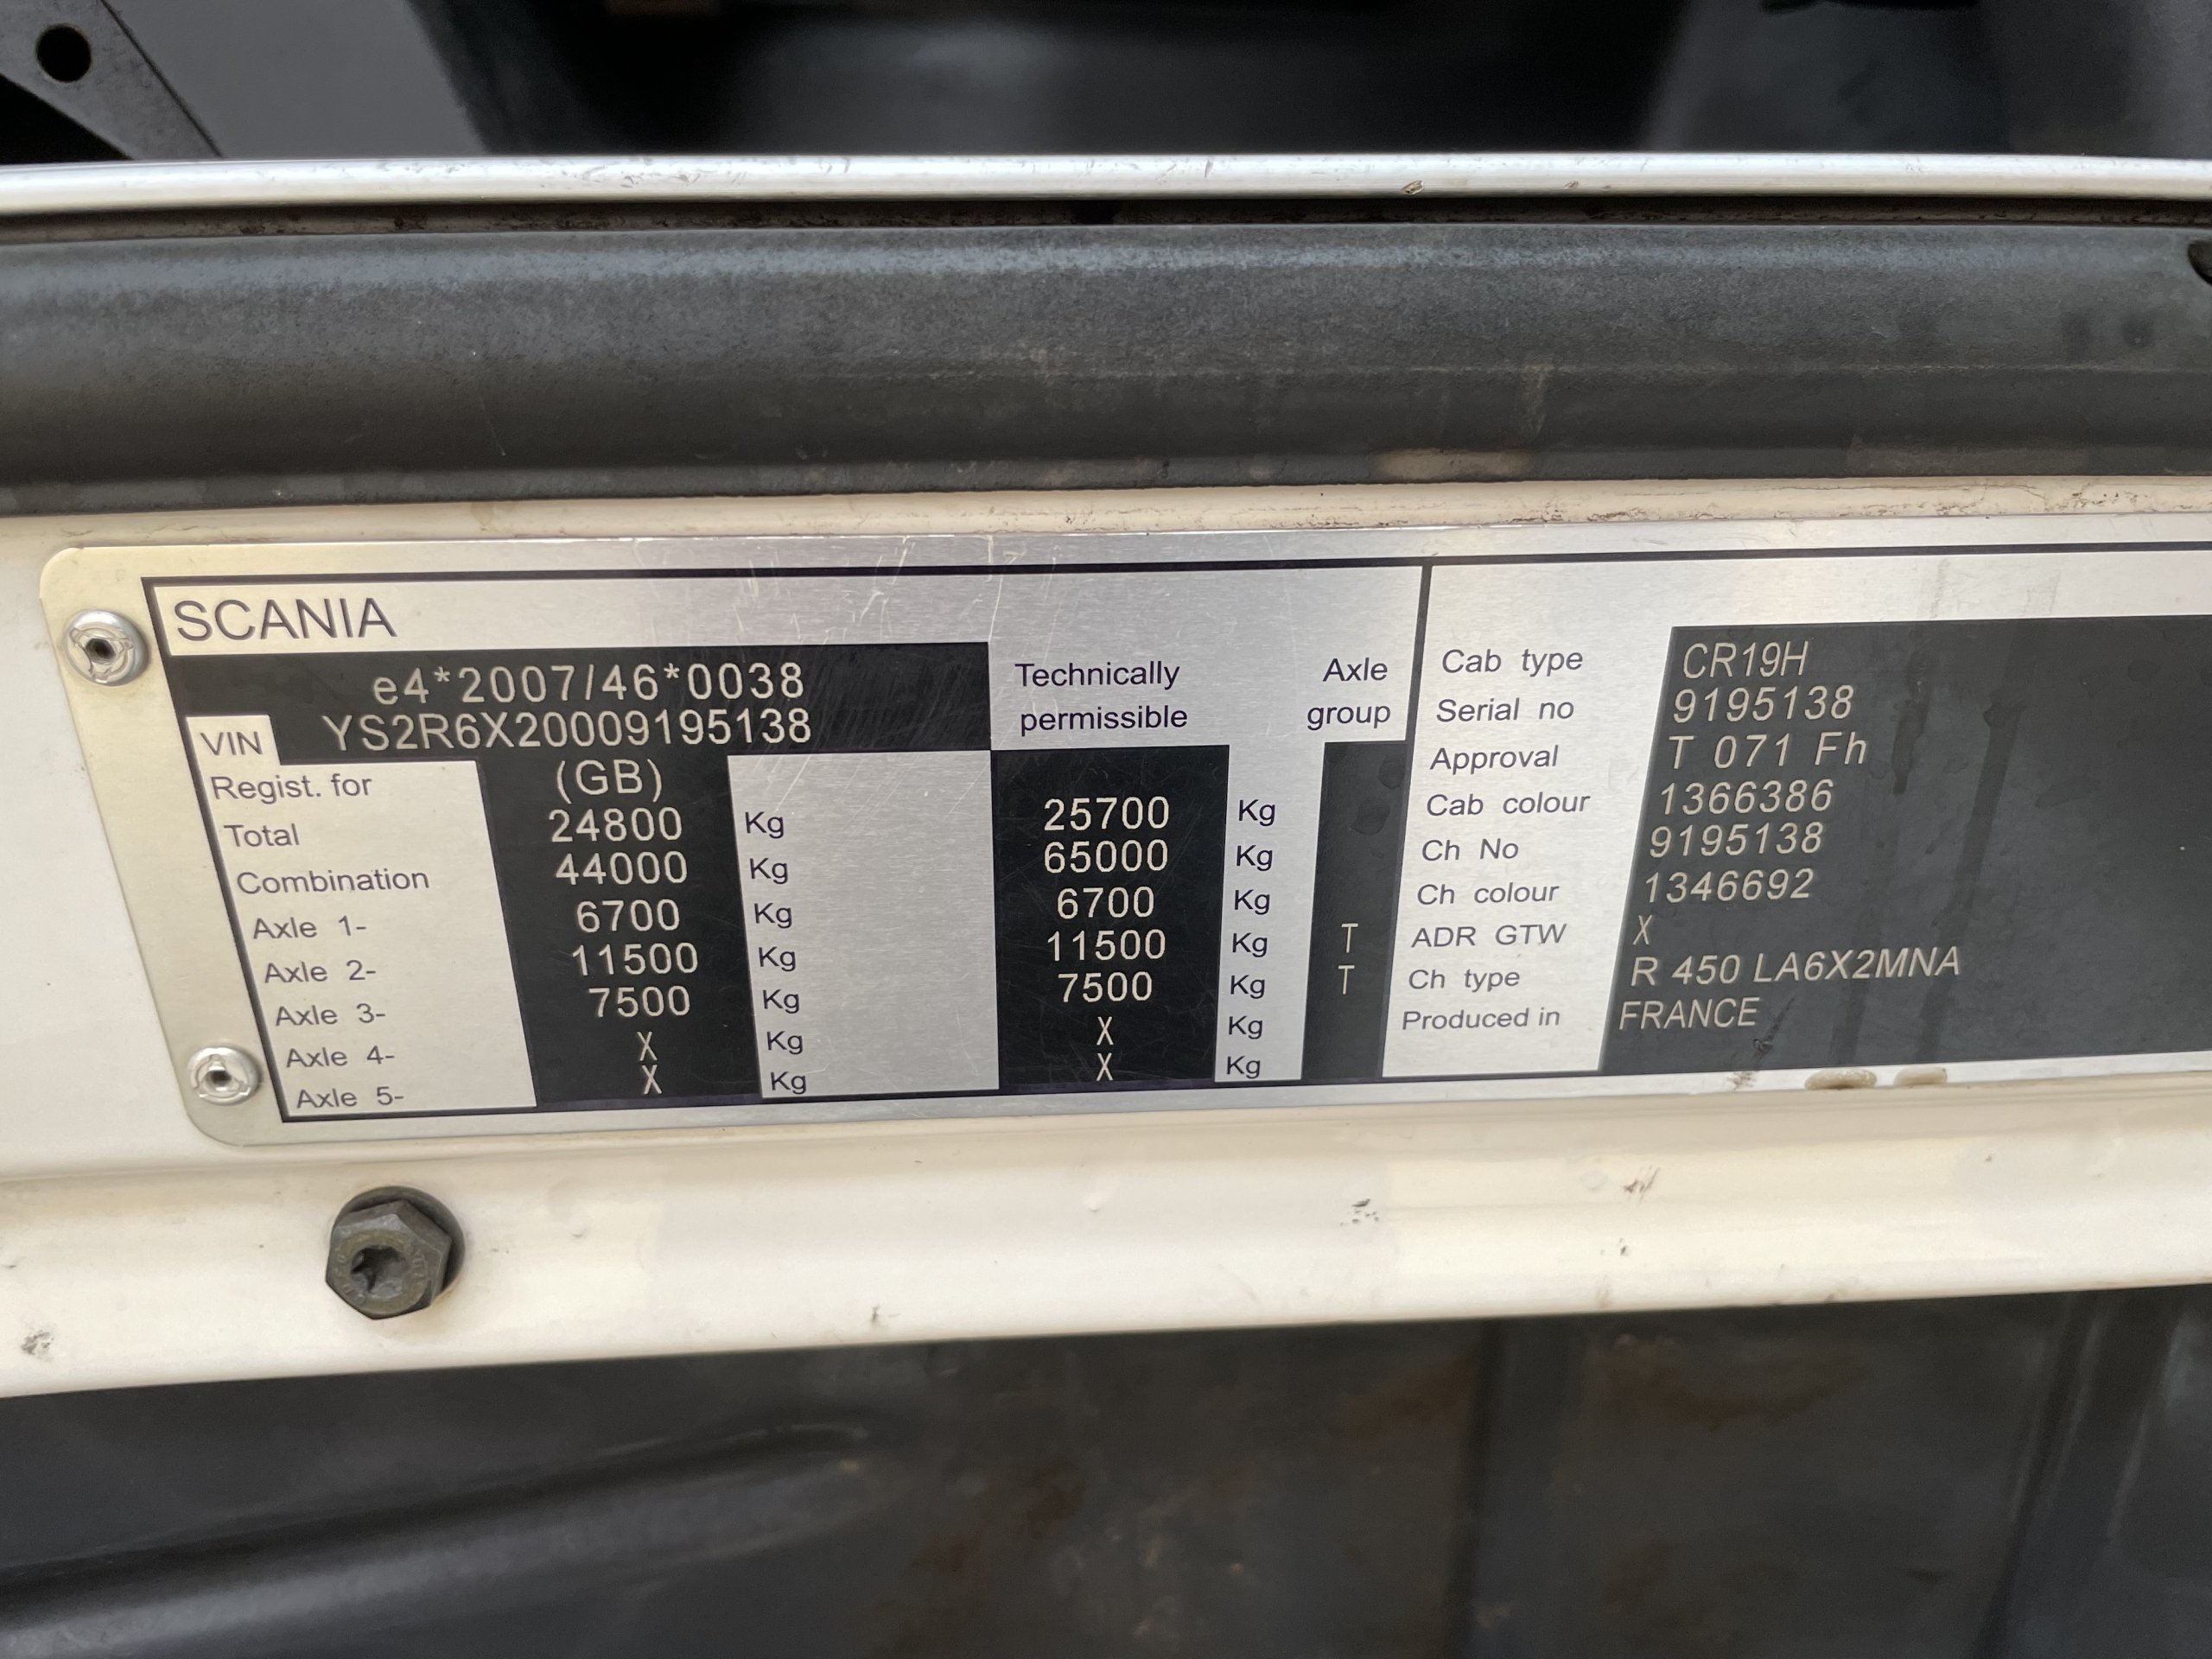 SCANIA
e4*2007/46*0038
VIN YS2R6X20009195138
Technically permissible
Axle group
Regist. for (GB)
Total 24800 Kg 25700 Kg
Combination 44000 Kg 65000 Kg
Axle 1- 6700 Kg 6700 Kg
Axle 2- 11500 Kg 11500 Kg T
Axle 3- 7500 Kg 7500 Kg T
Axle 4- X Kg X Kg
Axle 5- X Kg X Kg
Cab type CR19H
Serial no 9195138
Approval T 071 Fh
Cab colour 1366386
Ch No 9195138
Ch colour 1346692
ADR GTW X
Ch type R 450 LA6X2MNA
Produced in FRANCE